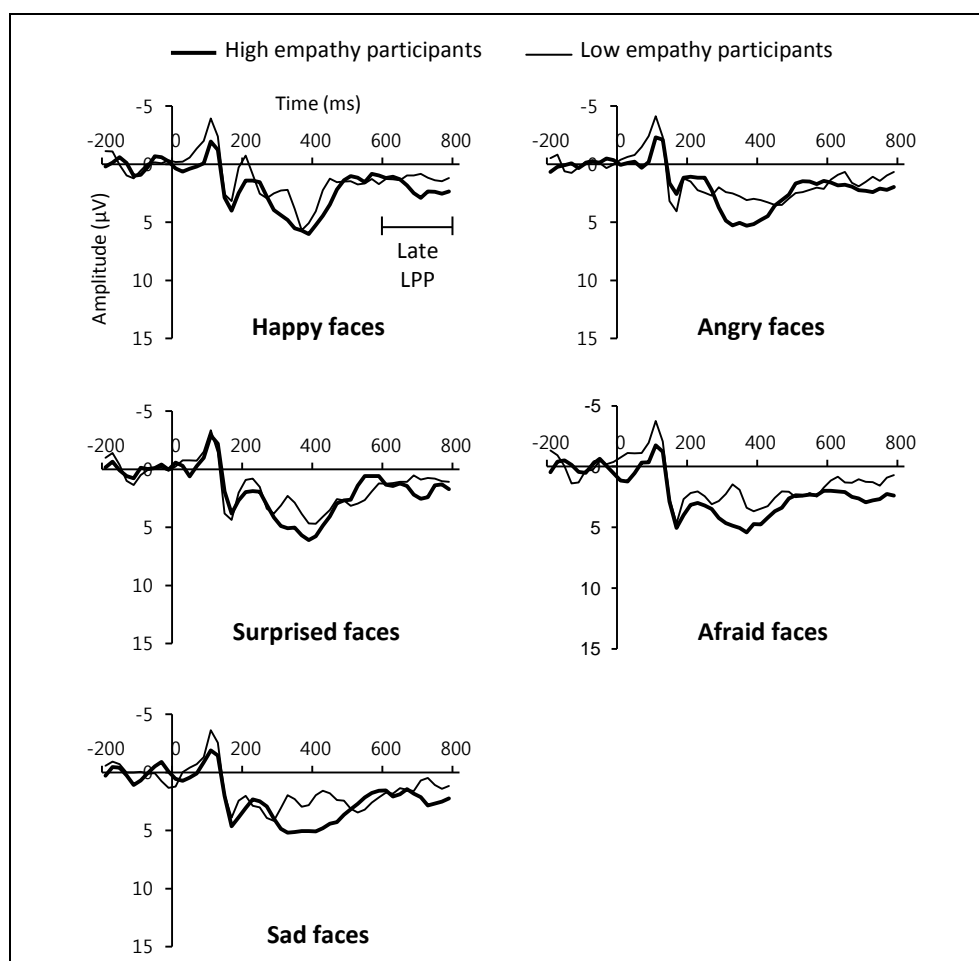 High empathy participants
Low empathy participants
Time (ms)
Amplitude (µV)
-5
0
5
10
15
-200 0 200 400 600 800
Late
LPP
Happy faces
-5
0
5
10
15
-200 0 200 400 600 800
Angry faces
-5
0
5
10
15
-200 0 200 400 600 800
Surprised faces
-5
0
5
10
15
-200 0 200 400 600 800
Afraid faces
-5
0
5
10
15
-200 0 200 400 600 800
Sad faces